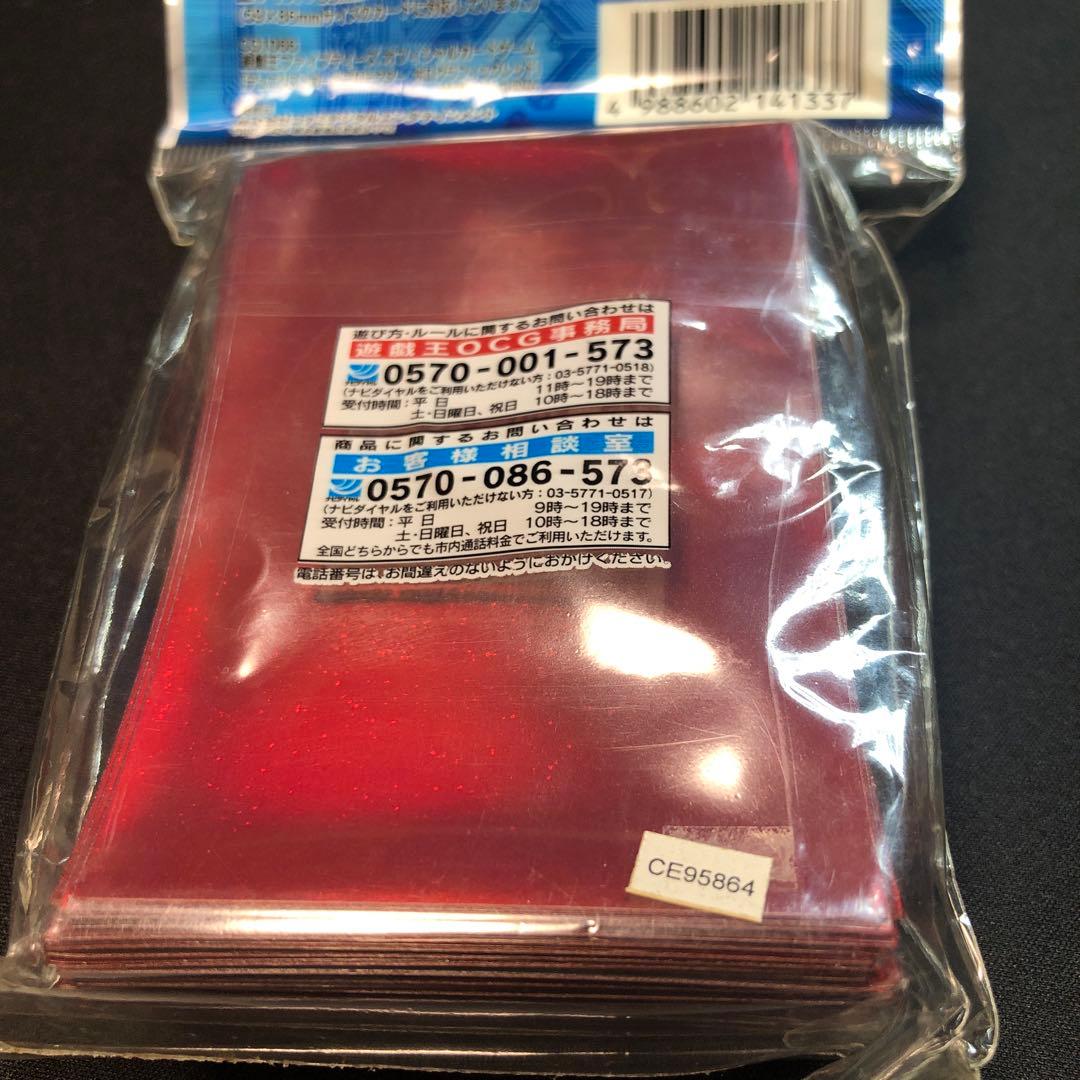 4 988602 141337
遊び方・ルールに関するお問い合わせは
遊戯王OCG事務局
0570-001-573
(ナビダイヤルをご利用いただけない方:03-5771-0518)
受付時間:平日 11時~19時まで
土・日曜日、祝日 10時~18時まで
商品に関するお問い合わせは
お客様相談室
0570-086-573
(ナビダイヤルをご利用いただけない方:03-5771-0517)
受付時間:平日 9時~19時まで
土・日曜日、祝日 10時~18時まで
全国どちらからでも市内通話料金でご利用いただけます。
電話番号は、お間違えのないようにおかけください。
CE95864